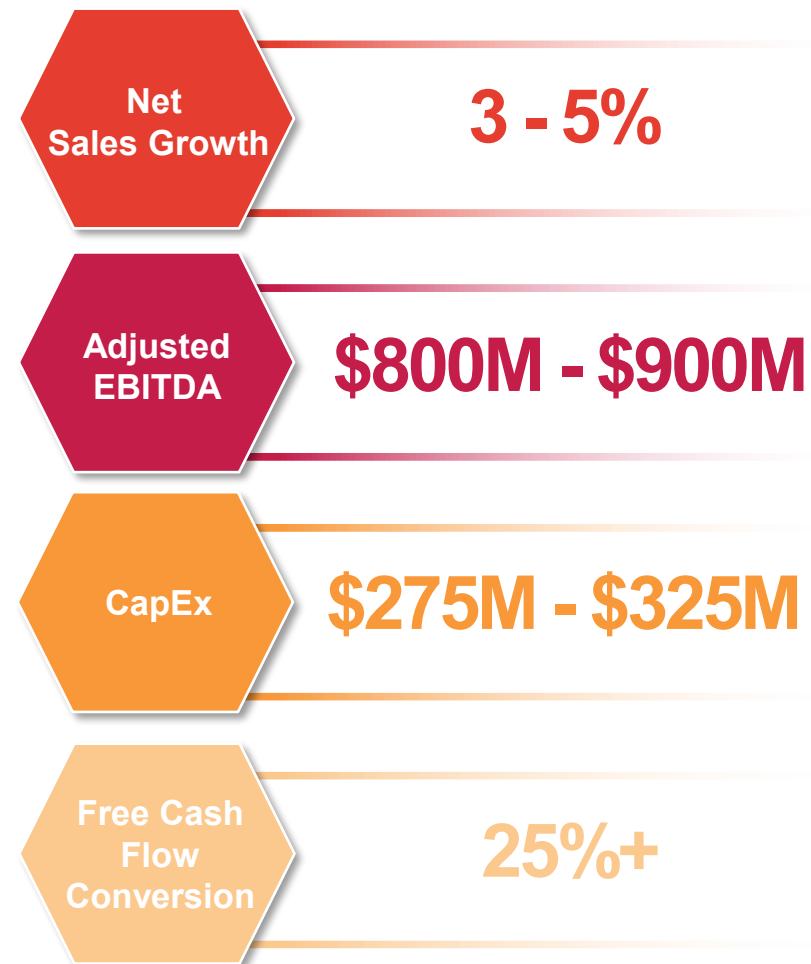 Net
Sales Growth
3 - 5%
Adjusted
EBITDA
$800M - $900M
CapEx
$275M - $325M
Free Cash
Flow
Conversion
25%+